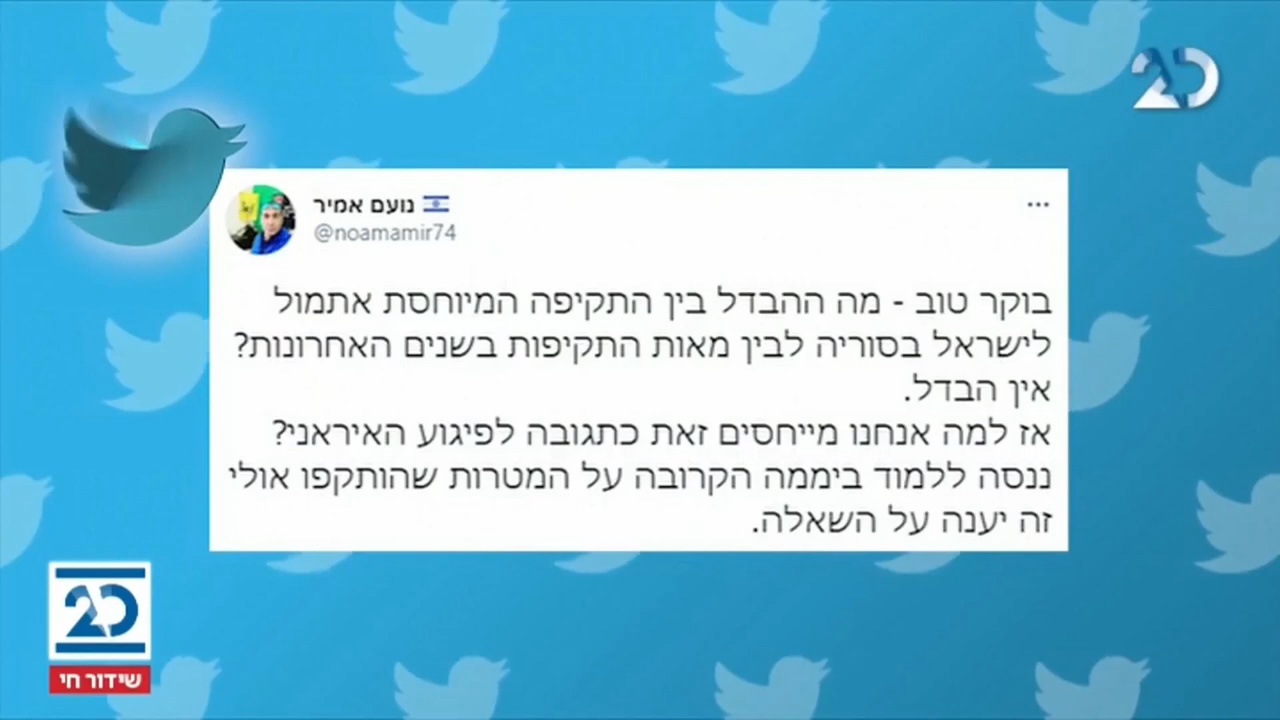 20
נועם אמיר
@noamamir74
בוקר טוב - מה ההבדל בין התקיפה המיוחסת אתמול
לישראל בסוריה לבין מאות התקיפות בשנים האחרונות?
אין הבדל.
אז למה אנחנו מייחסים זאת כתגובה לפיגוע האיראני?
ננסה ללמוד ביממה הקרובה על המטרות שהותקפו אולי
זה יענה על השאלה.
20
שידור חי